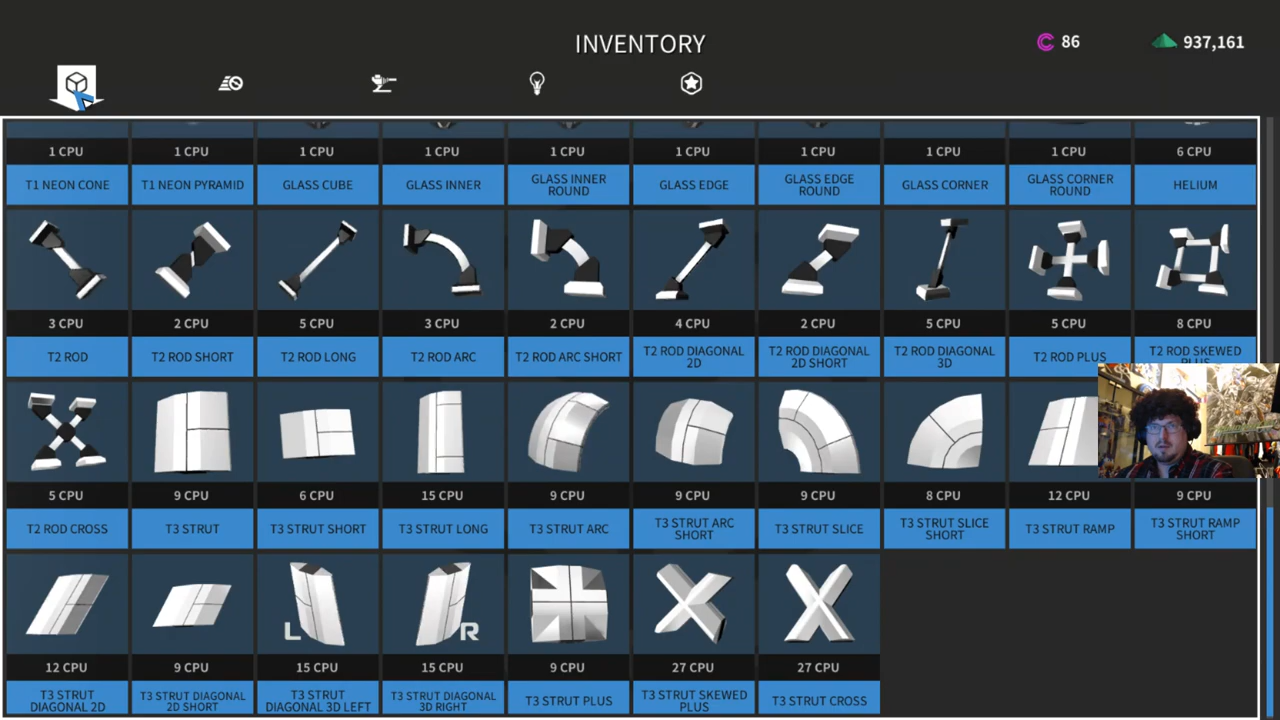 INVENTORY
86
937,161
1 CPU 1 CPU 1 CPU 1 CPU 1 CPU 1 CPU 1 CPU 1 CPU 1 CPU 6 CPU
T1 NEON CONE
T1 NEON PYRAMID
GLASS CUBE
GLASS INNER
GLASS INNER
ROUND
GLASS EDGE
GLASS EDGE
ROUND
GLASS CORNER
GLASS CORNER
ROUND
HELIUM
3 CPU 2 CPU 5 CPU 3 CPU 2 CPU 4 CPU 2 CPU 5 CPU 5 CPU 8 CPU
T2 ROD
T2 ROD SHORT
T2 ROD LONG
T2 ROD ARC
T2 ROD ARC SHORT
T2 ROD DIAGONAL
2D
T2 ROD DIAGONAL
2D SHORT
T2 ROD DIAGONAL
3D
T2 ROD PLUS
T2 ROD SKEWED
PLUS
5 CPU 9 CPU 6 CPU 15 CPU 9 CPU 9 CPU 9 CPU 8 CPU 12 CPU 9 CPU
T2 ROD CROSS
T3 STRUT
T3 STRUT SHORT
T3 STRUT LONG
T3 STRUT ARC
T3 STRUT ARC
SHORT
T3 STRUT SLICE
T3 STRUT SLICE
SHORT
T3 STRUT RAMP
T3 STRUT RAMP
SHORT
L
R
12 CPU 9 CPU 15 CPU 15 CPU 9 CPU 27 CPU 27 CPU
T3 STRUT
DIAGONAL 2D
T3 STRUT DIAGONAL
2D SHORT
T3 STRUT
DIAGONAL 3D LEFT
T3 STRUT DIAGONAL
3D RIGHT
T3 STRUT PLUS
T3 STRUT SKEWED
PLUS
T3 STRUT CROSS